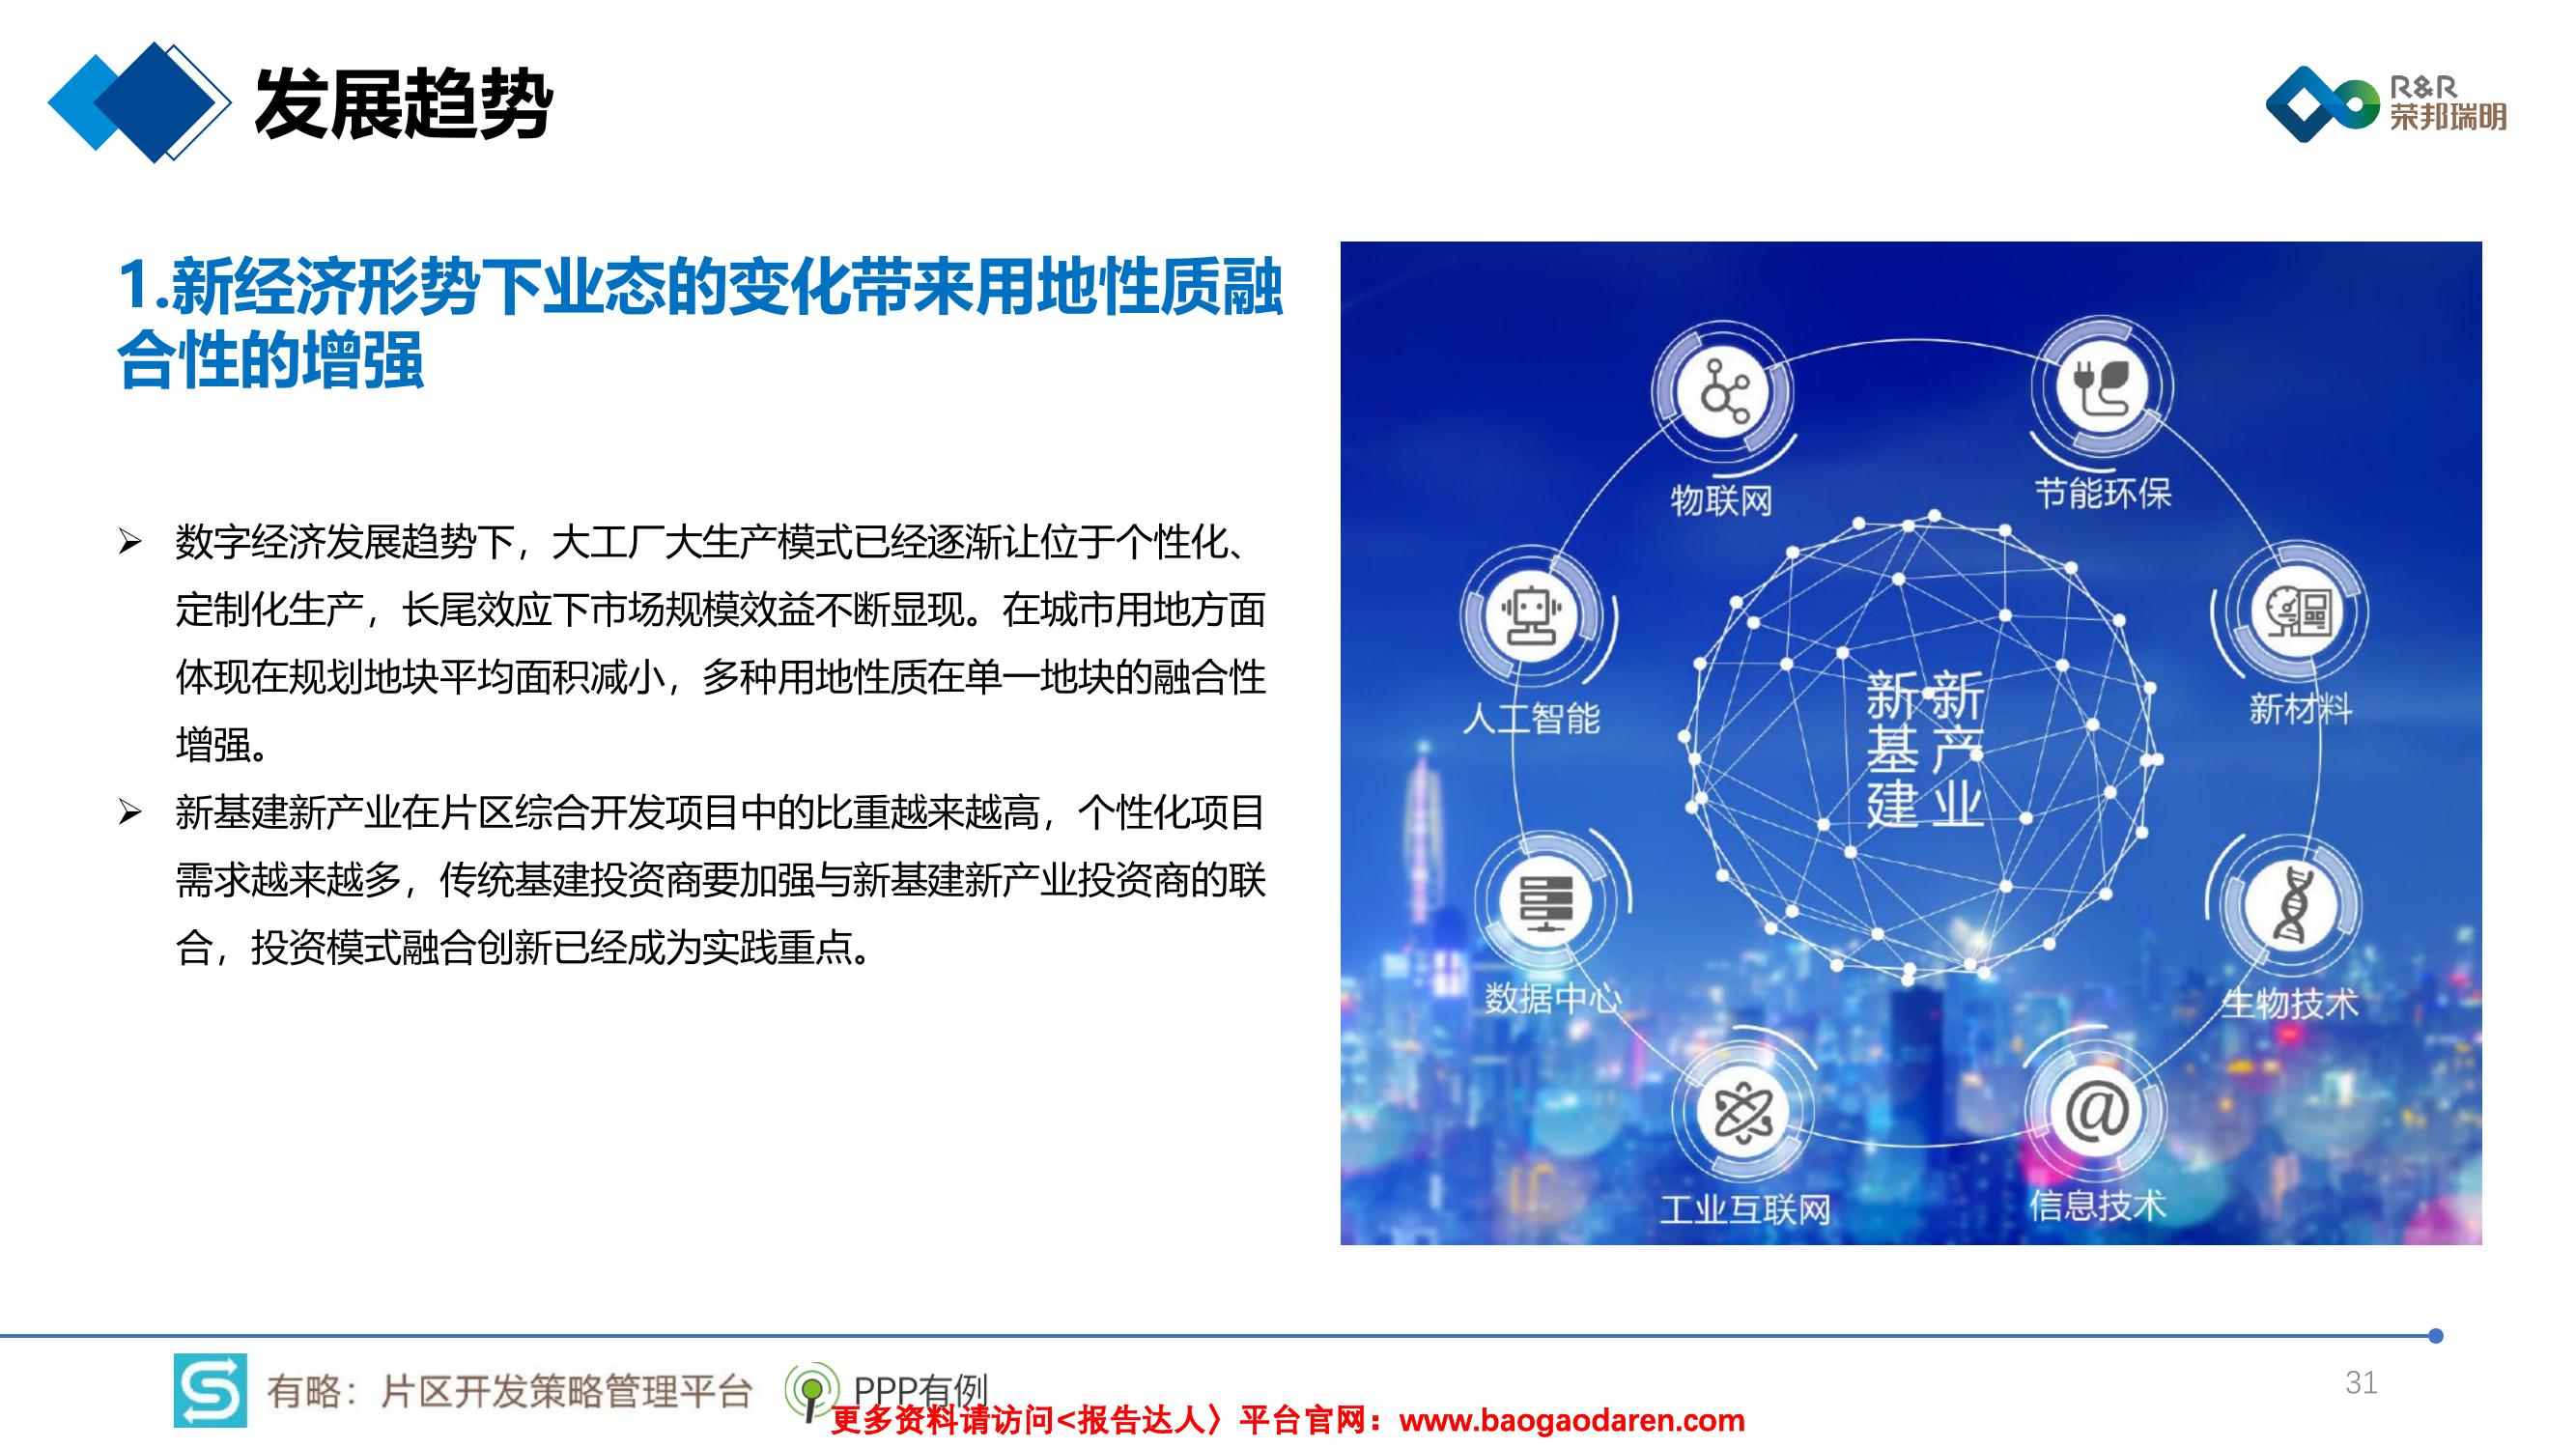 发展趋势
R&R
荣邦瑞明
1.新经济形势下业态的变化带来用地性质融
合性的增强
数字经济发展趋势下，大工厂大生产模式已经逐渐让位于个性化、
定制化生产，长尾效应下市场规模效益不断显现。在城市用地方面
体现在规划地块平均面积减小，多种用地性质在单一地块的融合性
增强。
新基建新产业在片区综合开发项目中的比重越来越高，个性化项目
需求越来越多，传统基建投资商要加强与新基建新产业投资商的联
合，投资模式融合创新已经成为实践重点。
物联网
节能环保
人工智能
新材料
新基建
新产业
数据中心
生物技术
工业互联网
@
信息技术
有略：片区开发策略管理平台
PPP有例
31
更多资料请访问<报告达人〉平台官网：www.baogaodaren.com